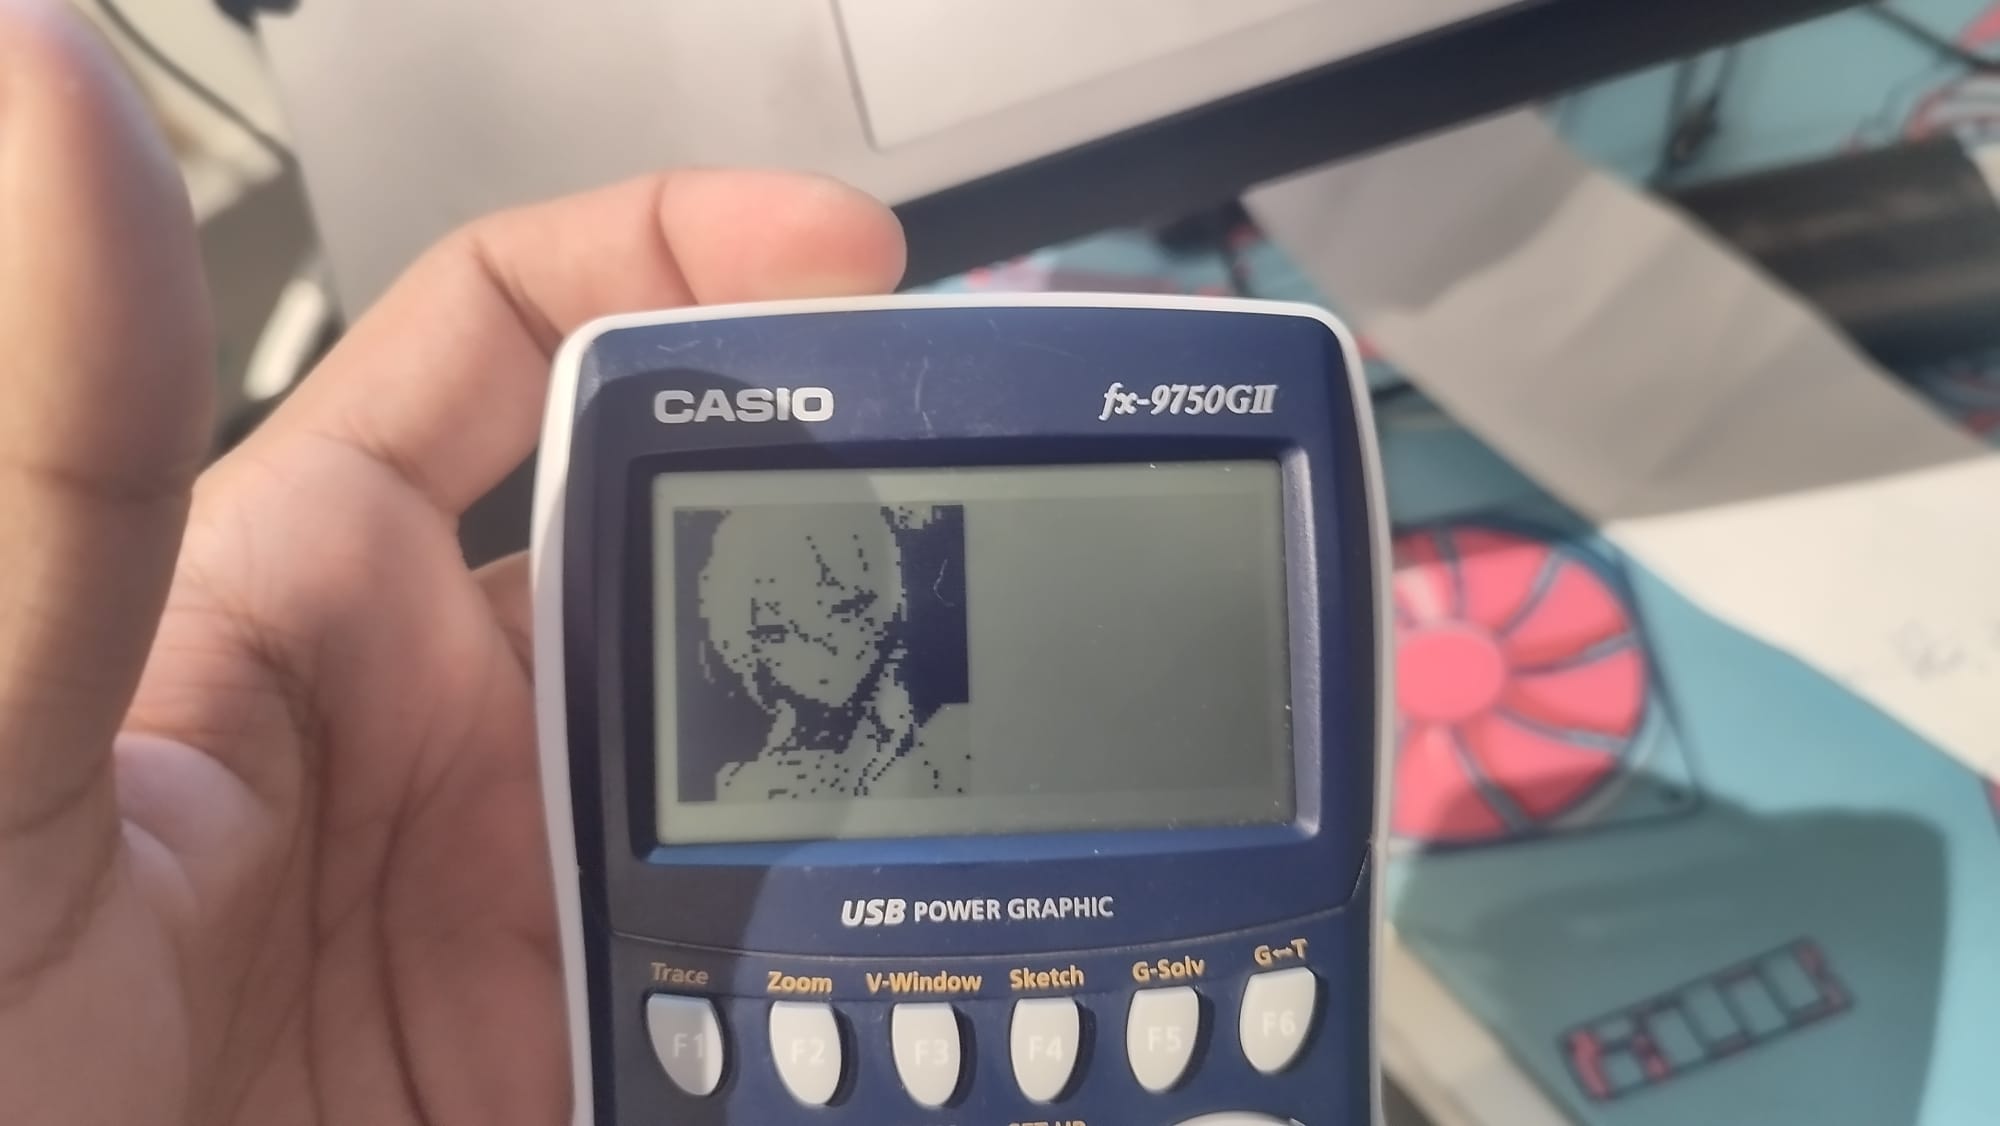 CASIO fx-9750GII
USB POWER GRAPHIC
Trace Zoom V-Window Sketch G-Solv G↔T
F1 F2 F3 F4 F5 F6